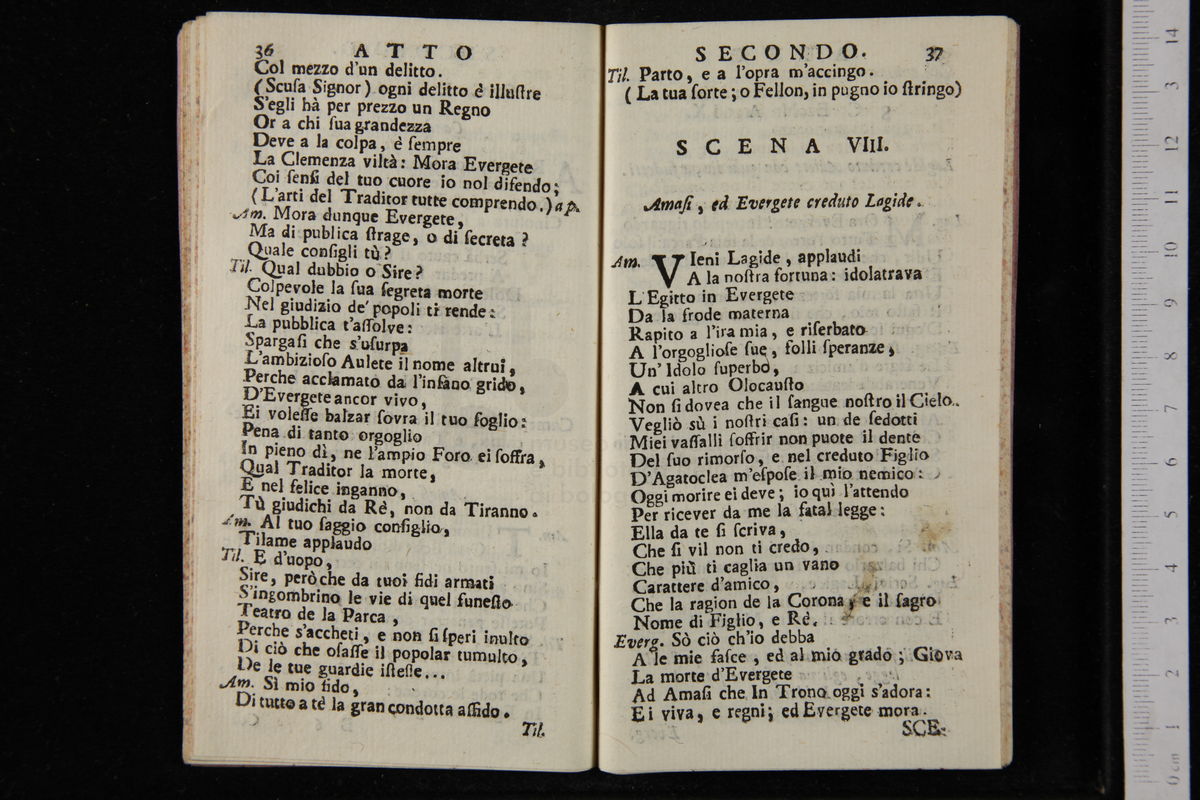 36 ATTO
Col mezzo d'un delitto.
(Scuſa Signor) ogni delitto è illuſtre
S'egli hà per prezzo un Regno
Or a chi ſua grandezza
Deve a la colpa, è ſempre
La Clemenza viltà: Mora Evergete
Coi ſenſi del tuo cuore io nol difendo;
(L'arti del Traditor tutte comprendo.) ap.
Am. Mora dunque Evergete,
Ma di publica ſtrage, o di ſecreta?
Quale conſigli tù?
Til. Qual dubbio o Sire?
Colpevole la ſua ſegreta morte
Nel giudizio de' popoli ti rende:
La pubblica t'aſſolve:
Spargaſi che s'uſurpa
L'ambizioſo Aulete il nome altrui,
Perche acclamato da l'inſano grido,
D'Evergete ancor vivo,
Ei voleſſe balzar ſovra il tuo ſoglio:
Pena di tanto orgoglio
In pieno dì, ne l'ampio Foro ei ſoffra,
Qual Traditor la morte,
E nel felice inganno,
Tù giudichi da Rè, non da Tiranno.
Am. Al tuo ſaggio conſiglio,
Tilame applaudo
Til. E d'uopo,
Sire, però che da tuoi fidi armati
S'ingombrino le vie di quel funeſto
Teatro de la Parca,
Perche s'accheti, e non ſi ſperi inulto
Di ciò che oſaſſe il popolar tumulto,
De le tue guardie iſteſſe...
Am. Sì mio fido,
Di tutto a tè la gran condotta affido.
Til.
SECONDO. 37
Til. Parto, e a l'opra m'accingo.
(La tua ſorte; o Fellon, in pugno io ſtringo)
SCENA VIII.
Amaſi, ed Evergete creduto Lagide.
Am. VIeni Lagide, applaudi
A la noſtra fortuna: idolatrava
L'Egitto in Evergete
Da la frode materna
Rapito a l'ira mia, e riſerbato
A l'orgoglioſe ſue, folli ſperanze,
Un' Idolo ſuperbo,
A cui altro Olocauſto
Non ſi dovea che il ſangue noſtro il Cielo.
Vegliò sù i noſtri caſi: un de ſedotti
Miei vaſſalli ſoffrir non puote il dente
Del ſuo rimorſo, e nel creduto Figlio
D'Agatoclea m'eſpoſe il mio nemico:
Oggi morire ei deve; io quì l'attendo
Per ricever da me la fatal legge:
Ella da te ſi ſcriva,
Che ſi vil non ti credo,
Che più ti caglia un vano
Carattere d'amico,
Che la ragion de la Corona, e il ſagro
Nome di Figlio, e Rè.
Everg. Sò ciò ch'io debba
A le mie faſce, ed al mio grado; Giova
La morte d'Evergete
Ad Amaſi che In Trono oggi s'adora:
Ei viva, e regni; ed Evergete mora.
SCE-